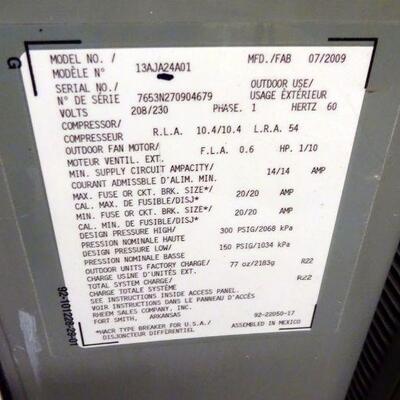 G
MODEL NO. / 13AJA24A01 MFD./FAB 07/2009
MODÈLE N°
SERIAL NO./ OUTDOOR USE/
N° DE SÉRIE 7653N270904679 USAGE ÉXTÉRIEUR
VOLTS 208/230 PHASE. 1 HERTZ 60
COMPRESSOR/
COMPRESSEUR R.L.A. 10.4/10.4 L.R.A. 54
OUTDOOR FAN MOTOR/ F.L.A. 0.6 HP. 1/10
MOTEUR VENTIL. EXT.
MIN. SUPPLY CIRCUIT AMPACITY/ 14/14 AMP
COURANT ADMISSBLE D'ALIM. MIN.
MAX. FUSE OR CKT. BRK. SIZE*/ 20/20 AMP
CAL. MAX. DE FUSIBLE/DISJ*
MIN. FUSE OR CKT. BRK. SIZE*/ 20/20 AMP
CAL. MIN. DE FUSIBLE/DISJ*
DESIGN PRESSURE HIGH/ 300 PSIG/2068 kPa
PRESSION NOMINALE HAUTE
DESIGN PRESSURE LOW/ 150 PSIG/1034 kPa
PRESSION NOMINALE BASSE
OUTDOOR UNITS FACTORY CHARGE/ 77 oz/2183g R22
CHARGE USINE D'UNITÉS EXT.
TOTAL SYSTEM CHARGE/ R22
CHARGE TOTALE SYSTÈME
SEE INSTRUCTIONS INSIDE ACCESS PANEL.
VOIR INSTRUCTIONS DANS LE PANNEAU D'ACCÈS
RHEEM SALES COMPANY, INC.
FORT SMITH, ARKANSAS 92-22050-17
*HACR TYPE BREAKER FOR U.S.A./ ASSEMBLED IN MEXICO
DISJONCTEUR DIFFÉRENTIEL
92-101228-29-01